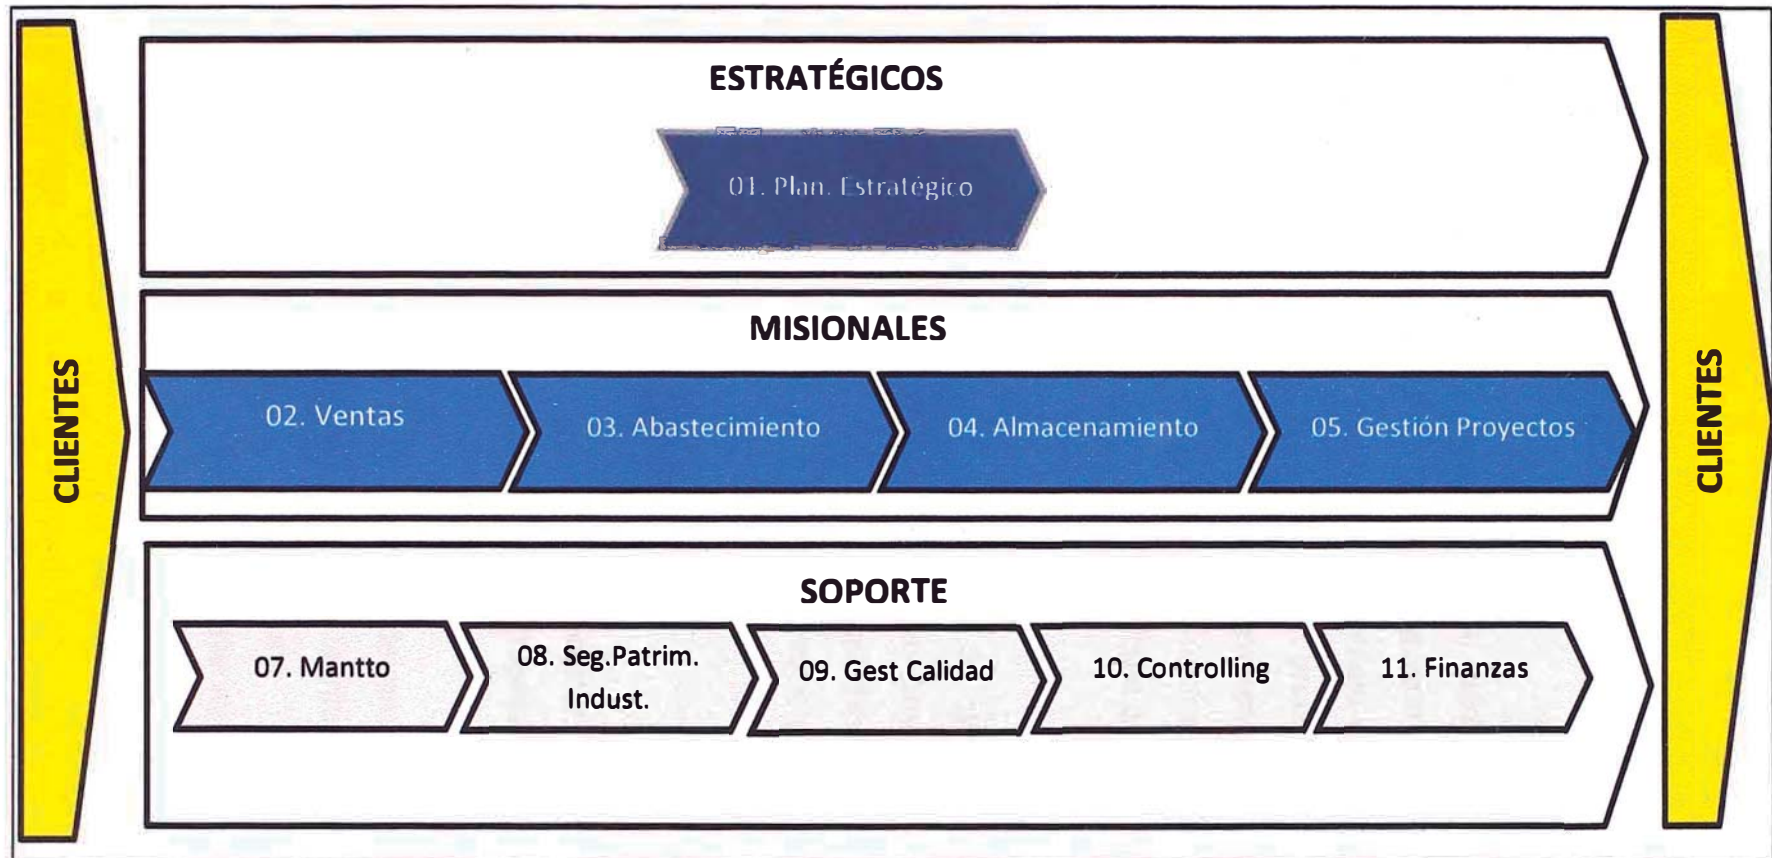 ESTRATÉGICOS
01. Plan. Estratégico
CLIENTES
MISIONALES
02. Ventas
03. Abastecimiento
04. Almacenamiento
05. Gestión Proyectos
CLIENTES
SOPORTE
07. Mantto
08. Seg.Patrim.
Indust.
09. Gest Calidad
10. Controlling
11. Finanzas